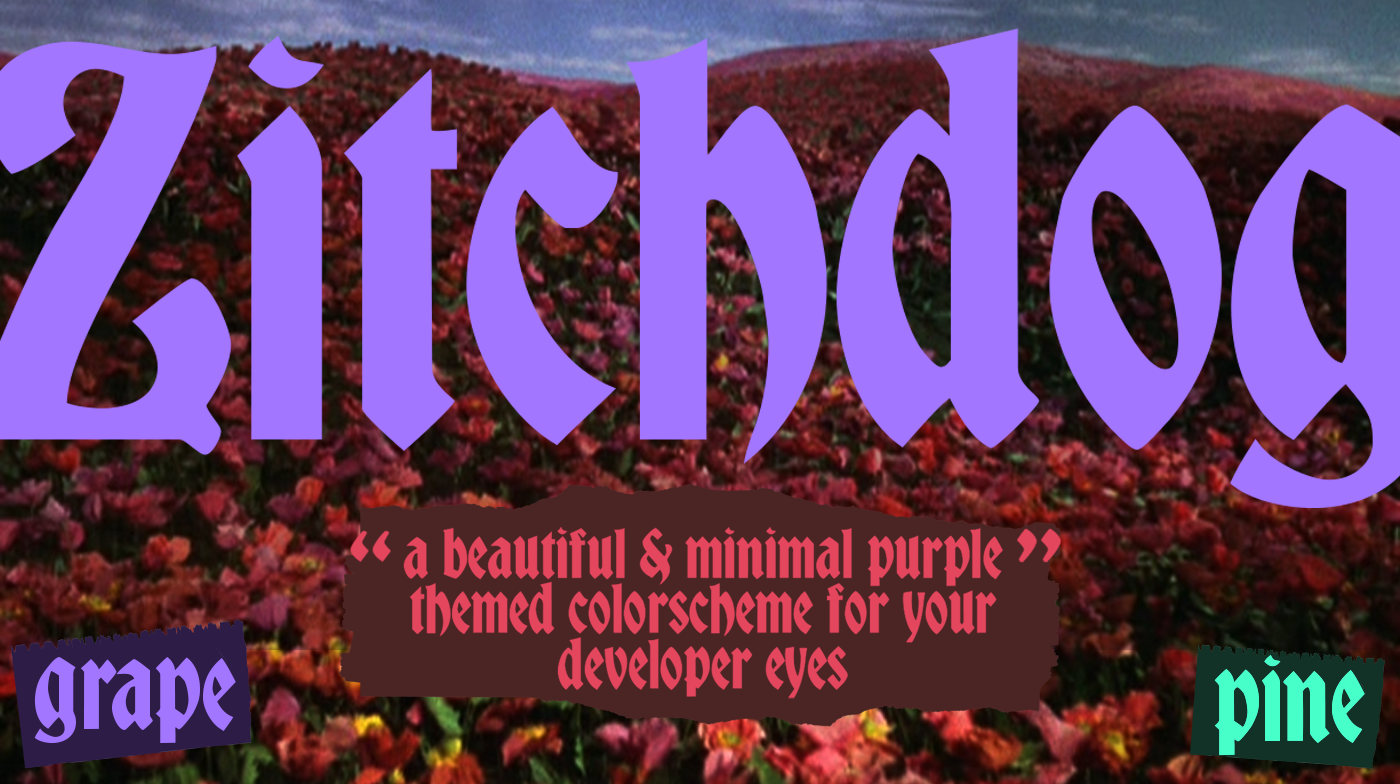 Zitchdog
“ a beautiful & minimal purple ”
themed colorscheme for your
developer eyes
grape
pine